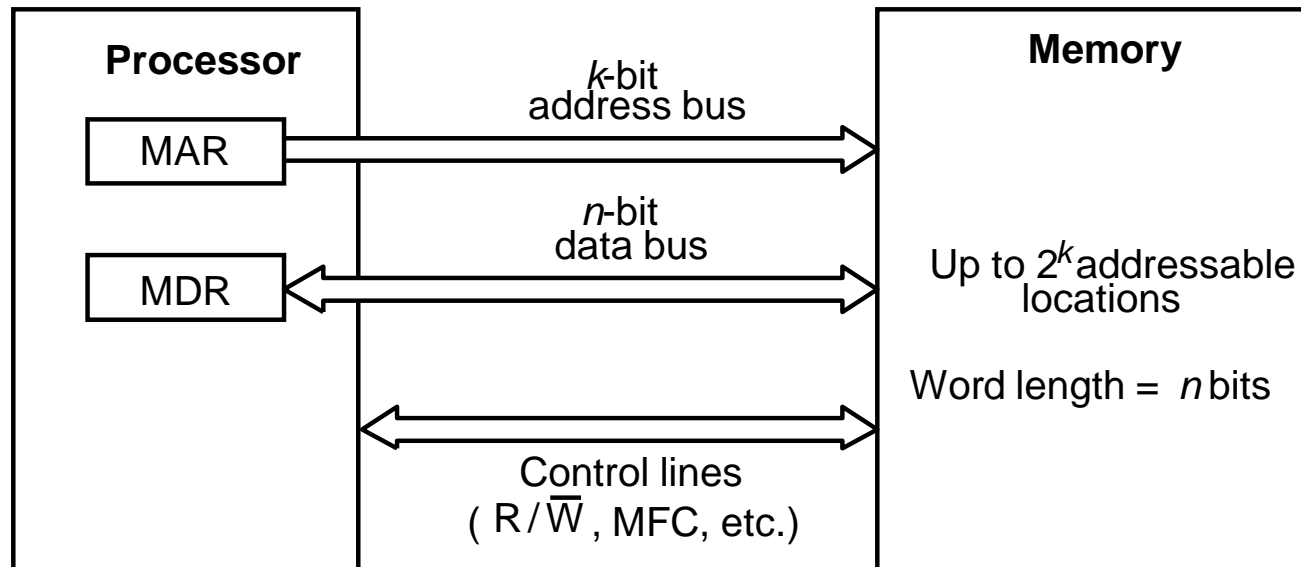 Processor
Memory
k-bit
address bus
MAR
n-bit
data bus
MDR
Up to 2ᵏ addressable
locations
Word length = n bits
Control lines
( R / W̅ , MFC, etc.)